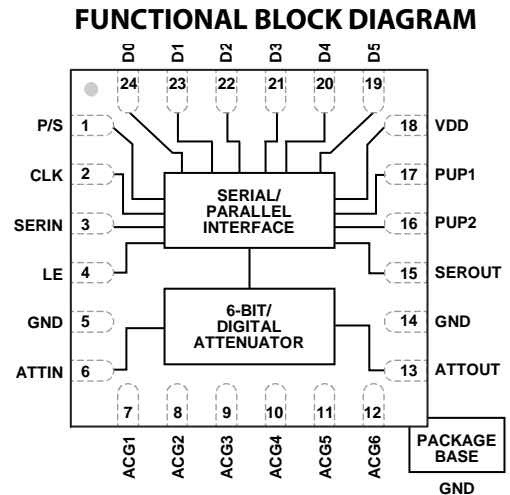 FUNCTIONAL BLOCK DIAGRAM
D0 D1 D2 D3 D4 D5
24 23 22 21 20 19
P/S 1
18 VDD
CLK 2
17 PUP1
SERIN 3
16 PUP2
LE 4
15 SEROUT
GND 5
14 GND
ATTIN 6
13 ATTOUT
SERIAL/
PARALLEL
INTERFACE
6-BIT/
DIGITAL
ATTENUATOR
7 8 9 10 11 12
ACG1 ACG2 ACG3 ACG4 ACG5 ACG6
PACKAGE
BASE
GND